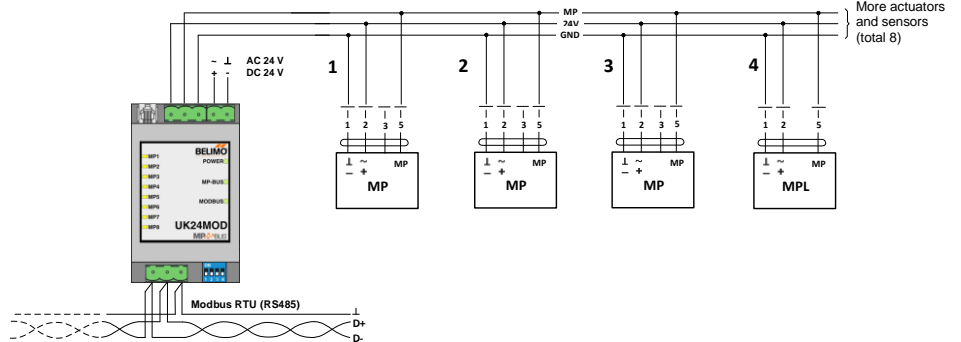 More actuators
and sensors
(total 8)
MP
24V
GND
~ ⊥ AC 24 V
+ - DC 24 V
1 2 3 4
1 2 3 5
1 2 3 5
1 2 3 5
1 2 5
⊥ ~ MP
– +
MP
⊥ ~ MP
– +
MP
⊥ ~ MP
– +
MP
⊥ ~ MP
– +
MPL
BELIMO
POWER
MP-BUS
MODBUS
MP1
MP2
MP3
MP4
MP5
MP6
MP7
MP8
UK24MOD
MP BUS
Modbus RTU (RS485)
⊥
D+
D-